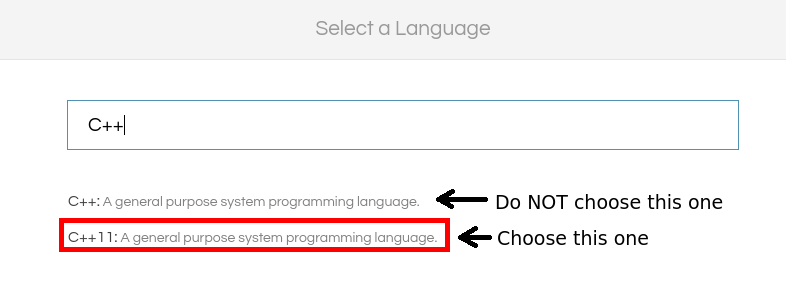 Select a Language
C++
C++: A general purpose system programming language. Do NOT choose this one
C++11: A general purpose system programming language. Choose this one